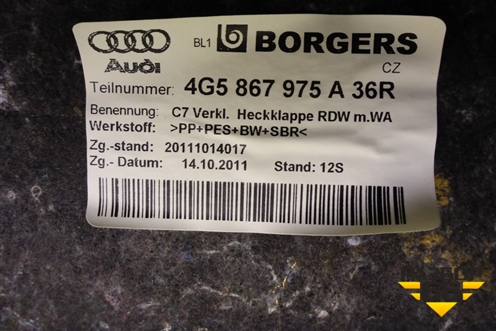 Audi BL1 BORGERS
CZ
Teilnummer: 4G5 867 975 A 36R
Benennung: C7 Verkl. Heckklappe RDW m.WA
Werkstoff: >PP+PES+BW+SBR<
Zg.-stand: 20111014017
Zg.- Datum: 14.10.2011 Stand: 12S